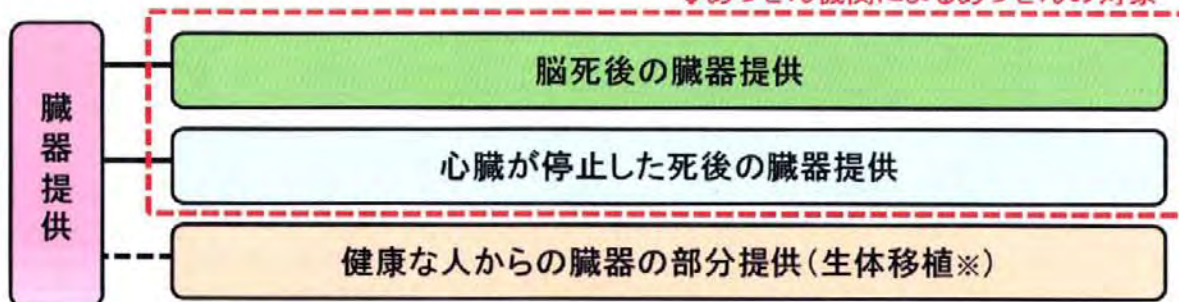 臓器提供
脳死後の臓器提供
心臓が停止した死後の臓器提供
健康な人からの臓器の部分提供(生体移植※)